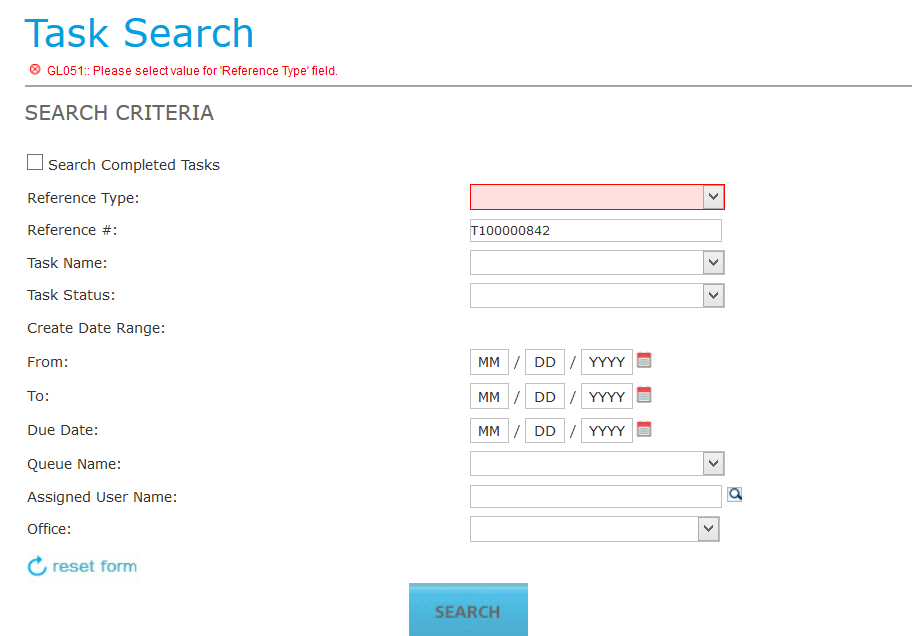 Task Search
GL051:: Please select value for 'Reference Type' field.
SEARCH CRITERIA
Search Completed Tasks
Reference Type:
Reference #: T100000842
Task Name:
Task Status:
Create Date Range:
From: MM / DD / YYYY
To: MM / DD / YYYY
Due Date: MM / DD / YYYY
Queue Name:
Assigned User Name:
Office:
reset form
SEARCH